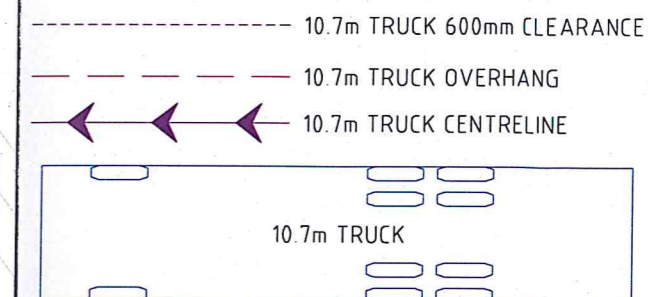 10.7m TRUCK 600mm CLEARANCE
10.7m TRUCK OVERHANG
10.7m TRUCK CENTRELINE
10.7m TRUCK